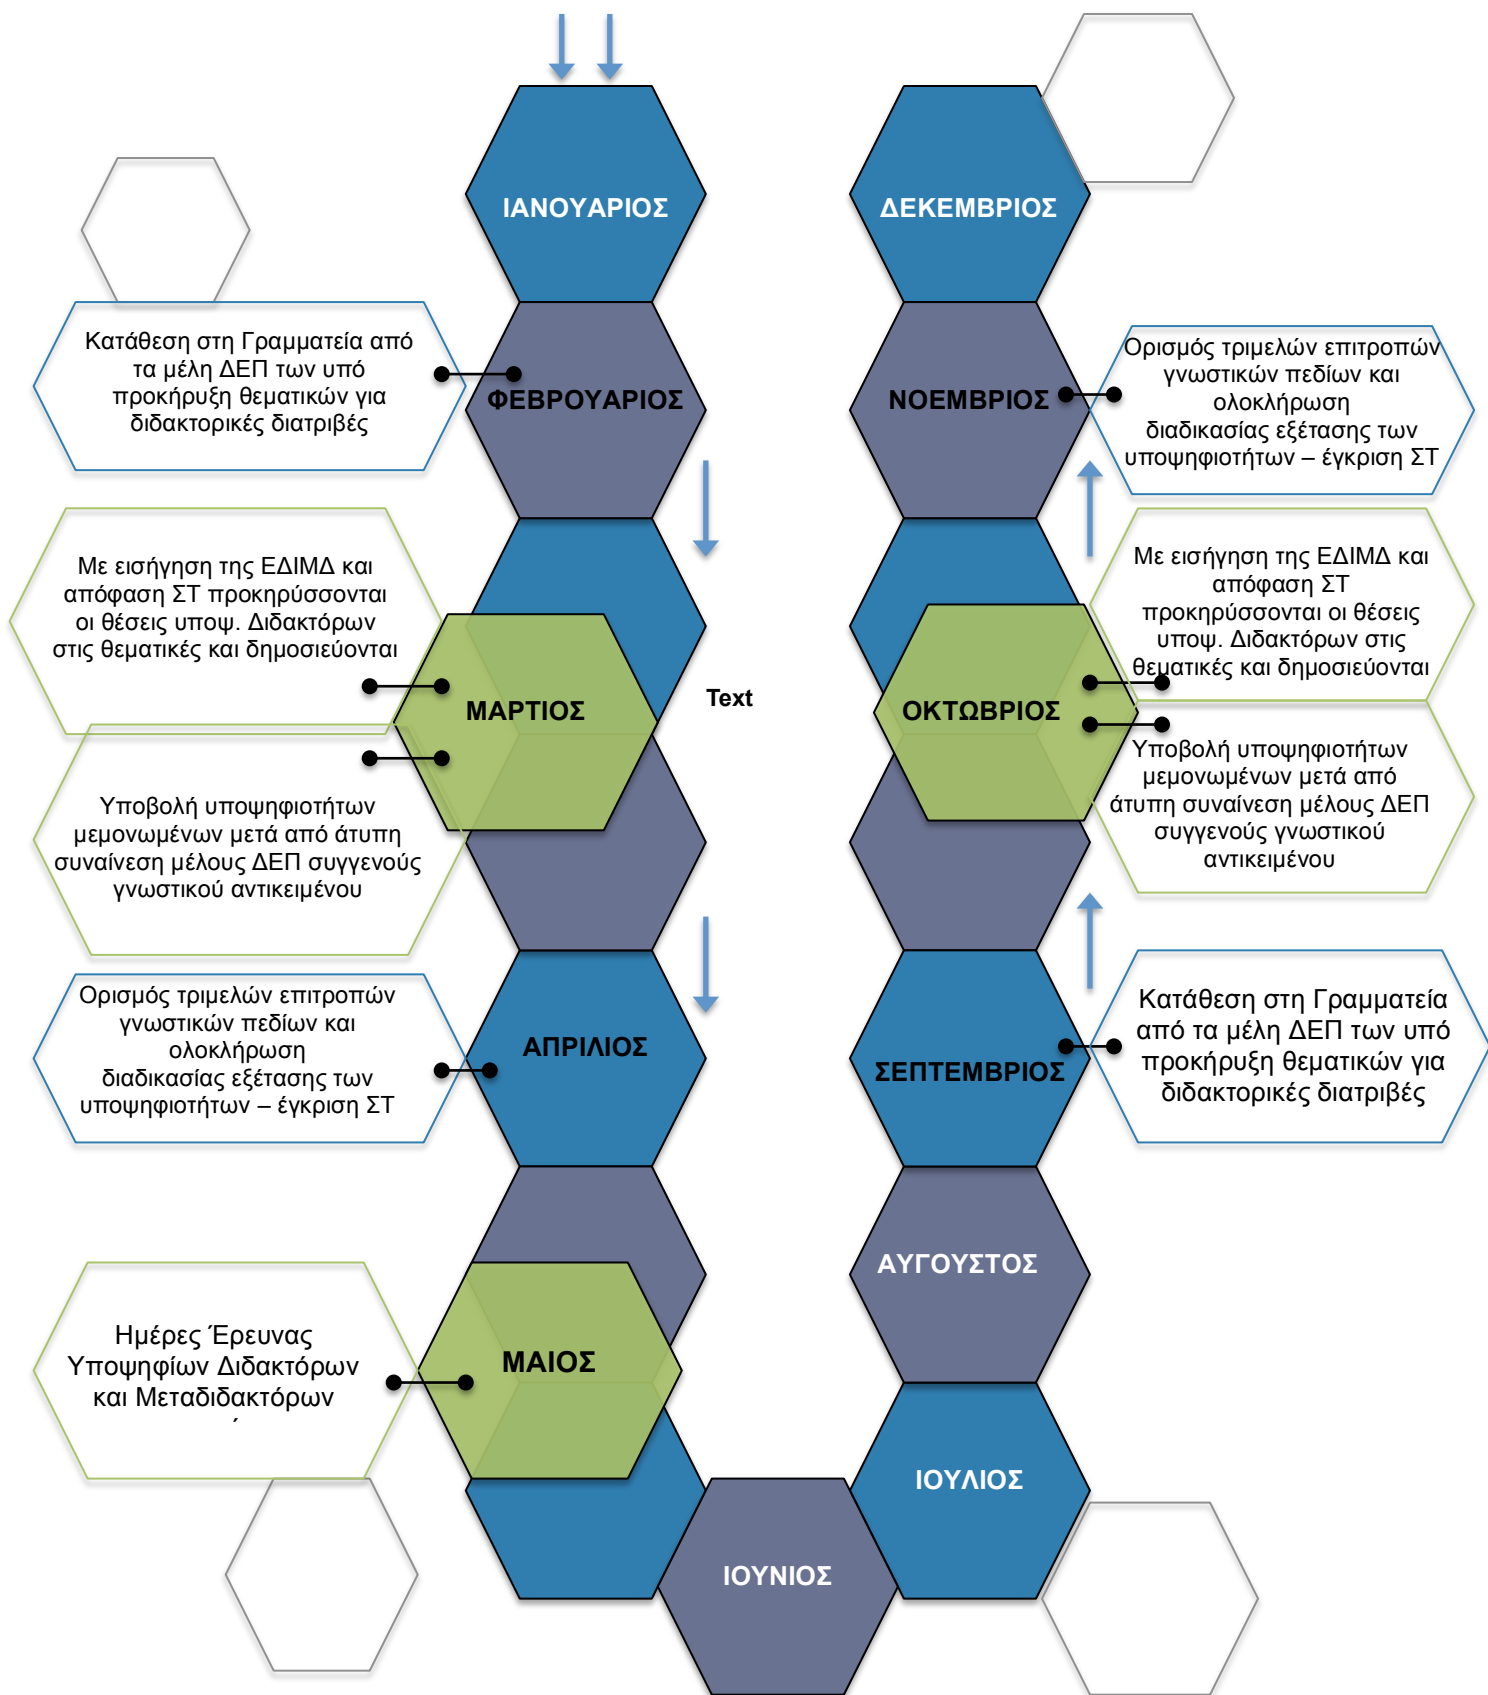 ΙΑΝΟΥΑΡΙΟΣ
Κατάθεση στη Γραμματεία από
τα μέλη ΔΕΠ των υπό
προκήρυξη θεματικών για
διδακτορικές διατριβές
ΦΕΒΡΟΥΑΡΙΟΣ
Με εισήγηση της ΕΔΙΜΔ και
απόφαση ΣΤ προκηρύσσονται
οι θέσεις υποψ. Διδακτόρων
στις θεματικές και δημοσιεύονται
ΜΑΡΤΙΟΣ
Text
Υποβολή υποψηφιοτήτων
μεμονωμένων μετά από άτυπη
συναίνεση μέλους ΔΕΠ συγγενούς
γνωστικού αντικειμένου
Ορισμός τριμελών επιτροπών
γνωστικών πεδίων και
ολοκλήρωση
διαδικασίας εξέτασης των
υποψηφιοτήτων – έγκριση ΣΤ
ΑΠΡΙΛΙΟΣ
Ημέρες Έρευνας
Υποψηφίων Διδακτόρων
και Μεταδιδακτόρων
ΜΑΙΟΣ
ΙΟΥΝΙΟΣ
ΙΟΥΛΙΟΣ
ΑΥΓΟΥΣΤΟΣ
ΣΕΠΤΕΜΒΡΙΟΣ
Κατάθεση στη Γραμματεία
από τα μέλη ΔΕΠ των υπό
προκήρυξη θεματικών για
διδακτορικές διατριβές
ΟΚΤΩΒΡΙΟΣ
Με εισήγηση της ΕΔΙΜΔ και
απόφαση ΣΤ
προκηρύσσονται οι θέσεις
υποψ. Διδακτόρων στις
θεματικές και δημοσιεύονται
Υποβολή υποψηφιοτήτων
μεμονωμένων μετά από
άτυπη συναίνεση μέλους ΔΕΠ
συγγενούς γνωστικού
αντικειμένου
ΝΟΕΜΒΡΙΟΣ
Ορισμός τριμελών επιτροπών
γνωστικών πεδίων και
ολοκλήρωση
διαδικασίας εξέτασης των
υποψηφιοτήτων – έγκριση ΣΤ
ΔΕΚΕΜΒΡΙΟΣ